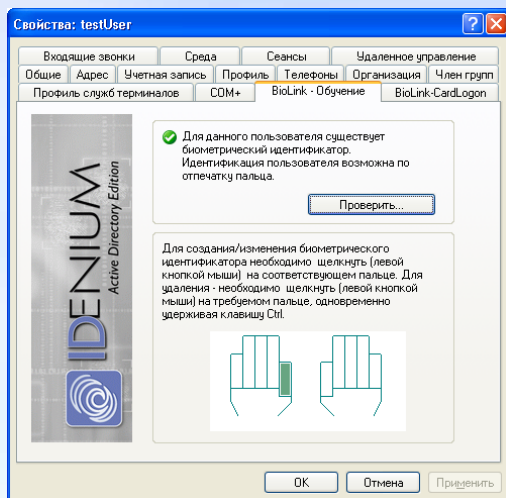 Свойства: testUser
Входящие звонки Среда Сеансы Удаленное управление
Общие Адрес Учетная запись Профиль Телефоны Организация Член групп
Профиль служб терминалов COM+ BioLink - Обучение BioLink-CardLogon
IDENIUM
Active Directory Edition
Для данного пользователя существует
биометрический идентификатор.
Идентификация пользователя возможна по
отпечатку пальца.
Проверить...
Для создания/изменения биометрического
идентификатора необходимо щелкнуть (левой
кнопкой мыши) на соответствующем пальце. Для
удаления - необходимо щелкнуть (левой кнопкой
мыши) на требуемом пальце, одновременно
удерживая клавишу Ctrl.
OK Отмена Применить